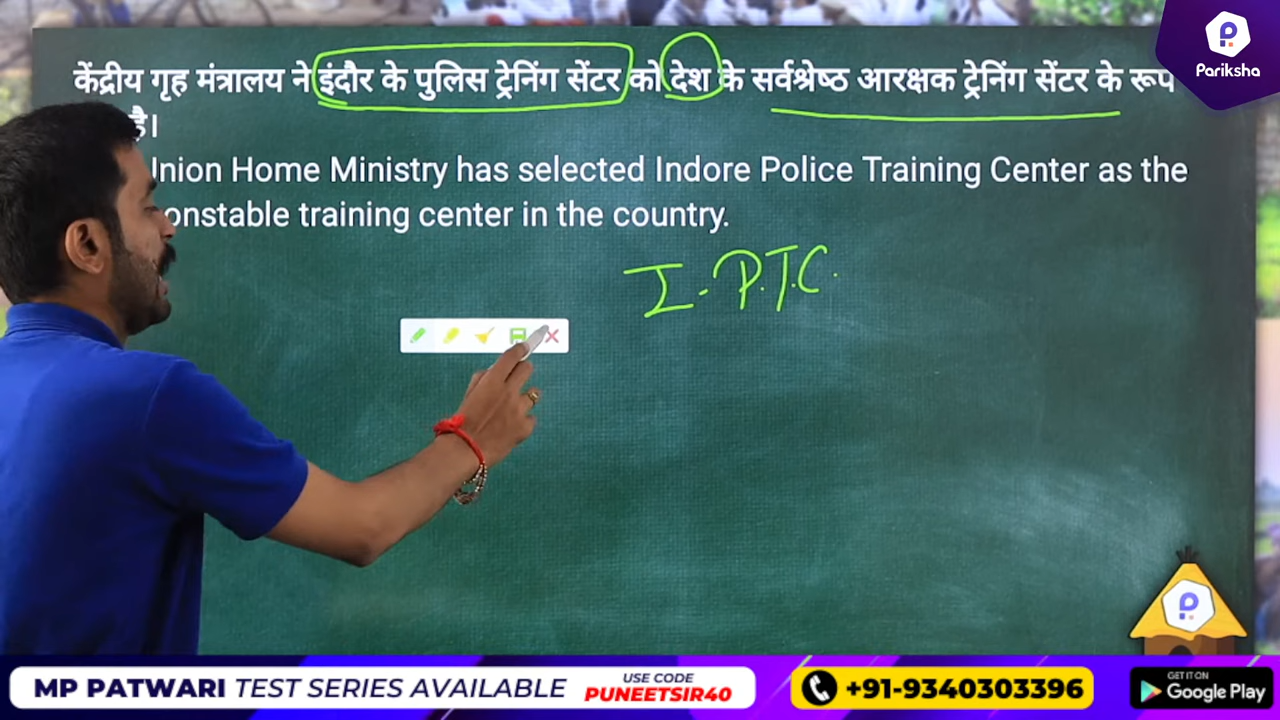 Pariksha
केंद्रीय गृह मंत्रालय ने इंदौर के पुलिस ट्रेनिंग सेंटर को देश के सर्वश्रेष्ठ आरक्षक ट्रेनिंग सेंटर के रूप
है।
Home Ministry has selected Indore Police Training Center as the
training center in the country.
I.P.T.C.
MP PATWARI TEST SERIES AVAILABLE
USE CODE
PUNEETSIR40
+91-9340303396
GET IT ON
Google Play